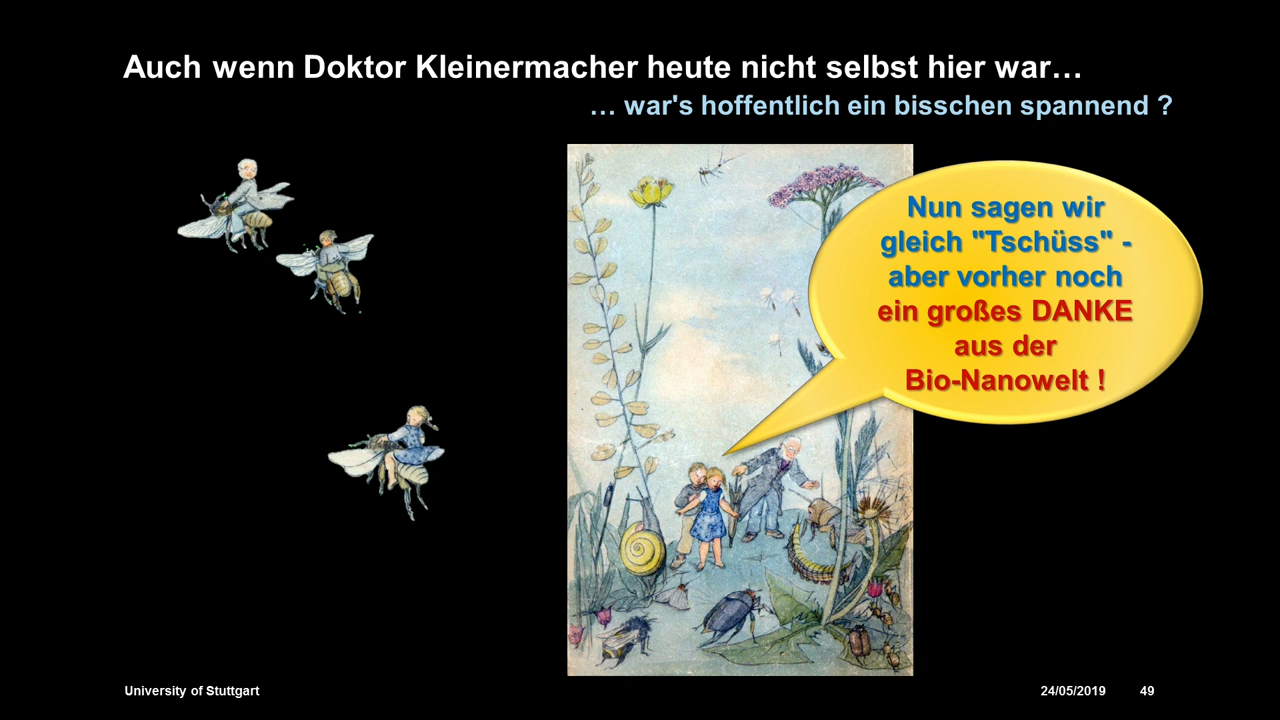 Auch wenn Doktor Kleinermacher heute nicht selbst hier war…
… war's hoffentlich ein bisschen spannend ?
Nun sagen wir
gleich "Tschüss" -
aber vorher noch
ein großes DANKE
aus der
Bio-Nanowelt !
University of Stuttgart
24/05/2019
49